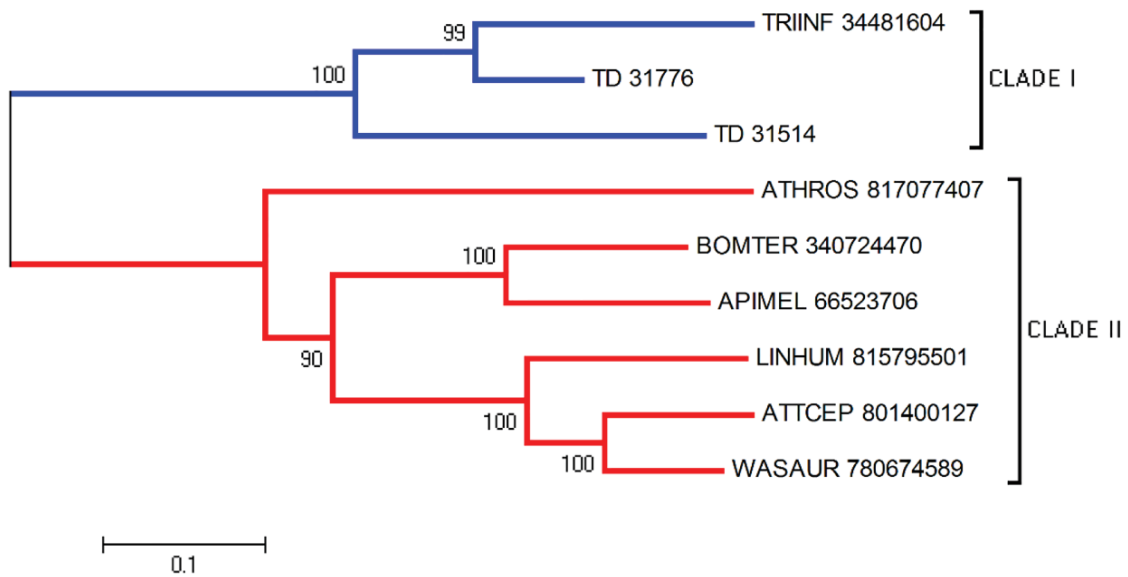 TRIINF 34481604
99
100
TD 31776
CLADE I
TD 31514
ATHROS 817077407
BOMTER 340724470
100
APIMEL 66523706
CLADE II
90
LINHUM 815795501
ATTCEP 801400127
100
100
WASAUR 780674589
0.1